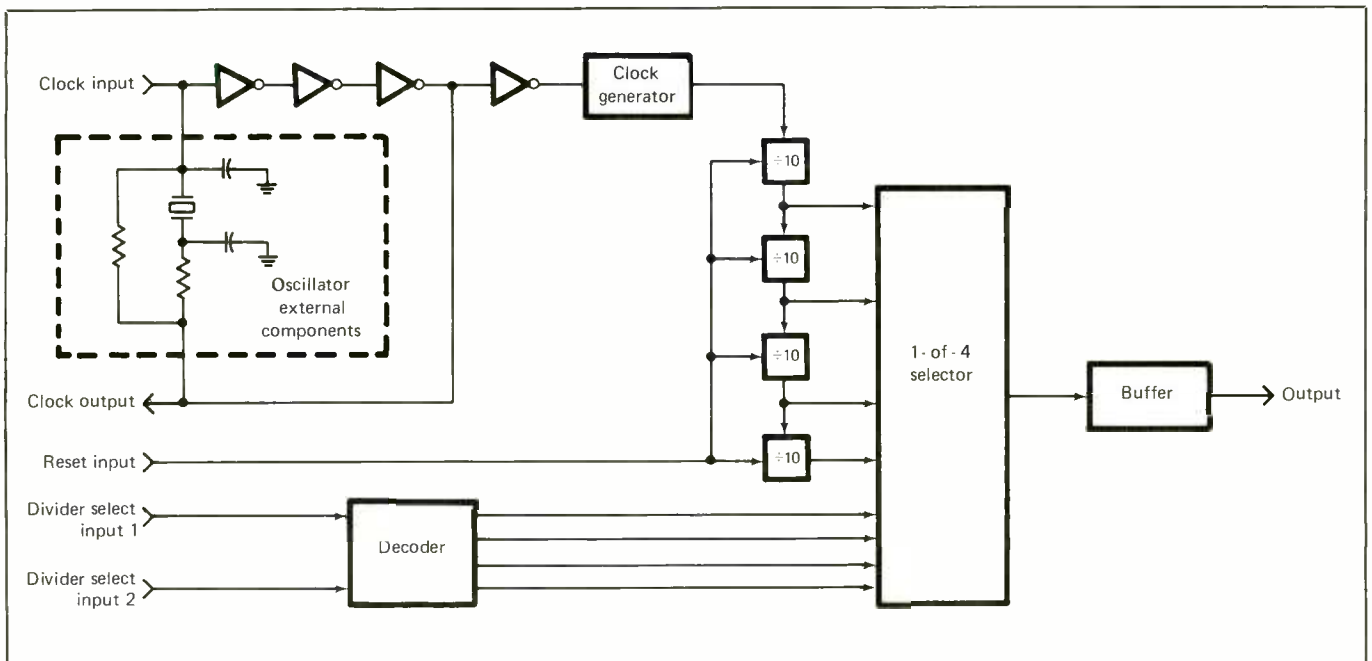 Clock input
Clock
generator
÷10
÷10
÷10
÷10
Oscillator
external
components
1-of-4
selector
Buffer
Output
Clock output
Reset input
Divider select
input 1
Decoder
Divider select
input 2